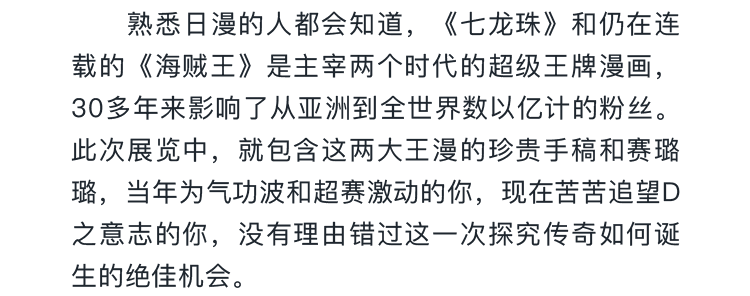 熟悉日漫的人都会知道，《七龙珠》和仍在连
载的《海贼王》是主宰两个时代的超级王牌漫画，
30多年来影响了从亚洲到全世界数以亿计的粉丝。
此次展览中，就包含这两大王漫的珍贵手稿和赛璐
璐，当年为气功波和超赛激动的你，现在苦苦追望D
之意志的你，没有理由错过这一次探究传奇如何诞
生的绝佳机会。